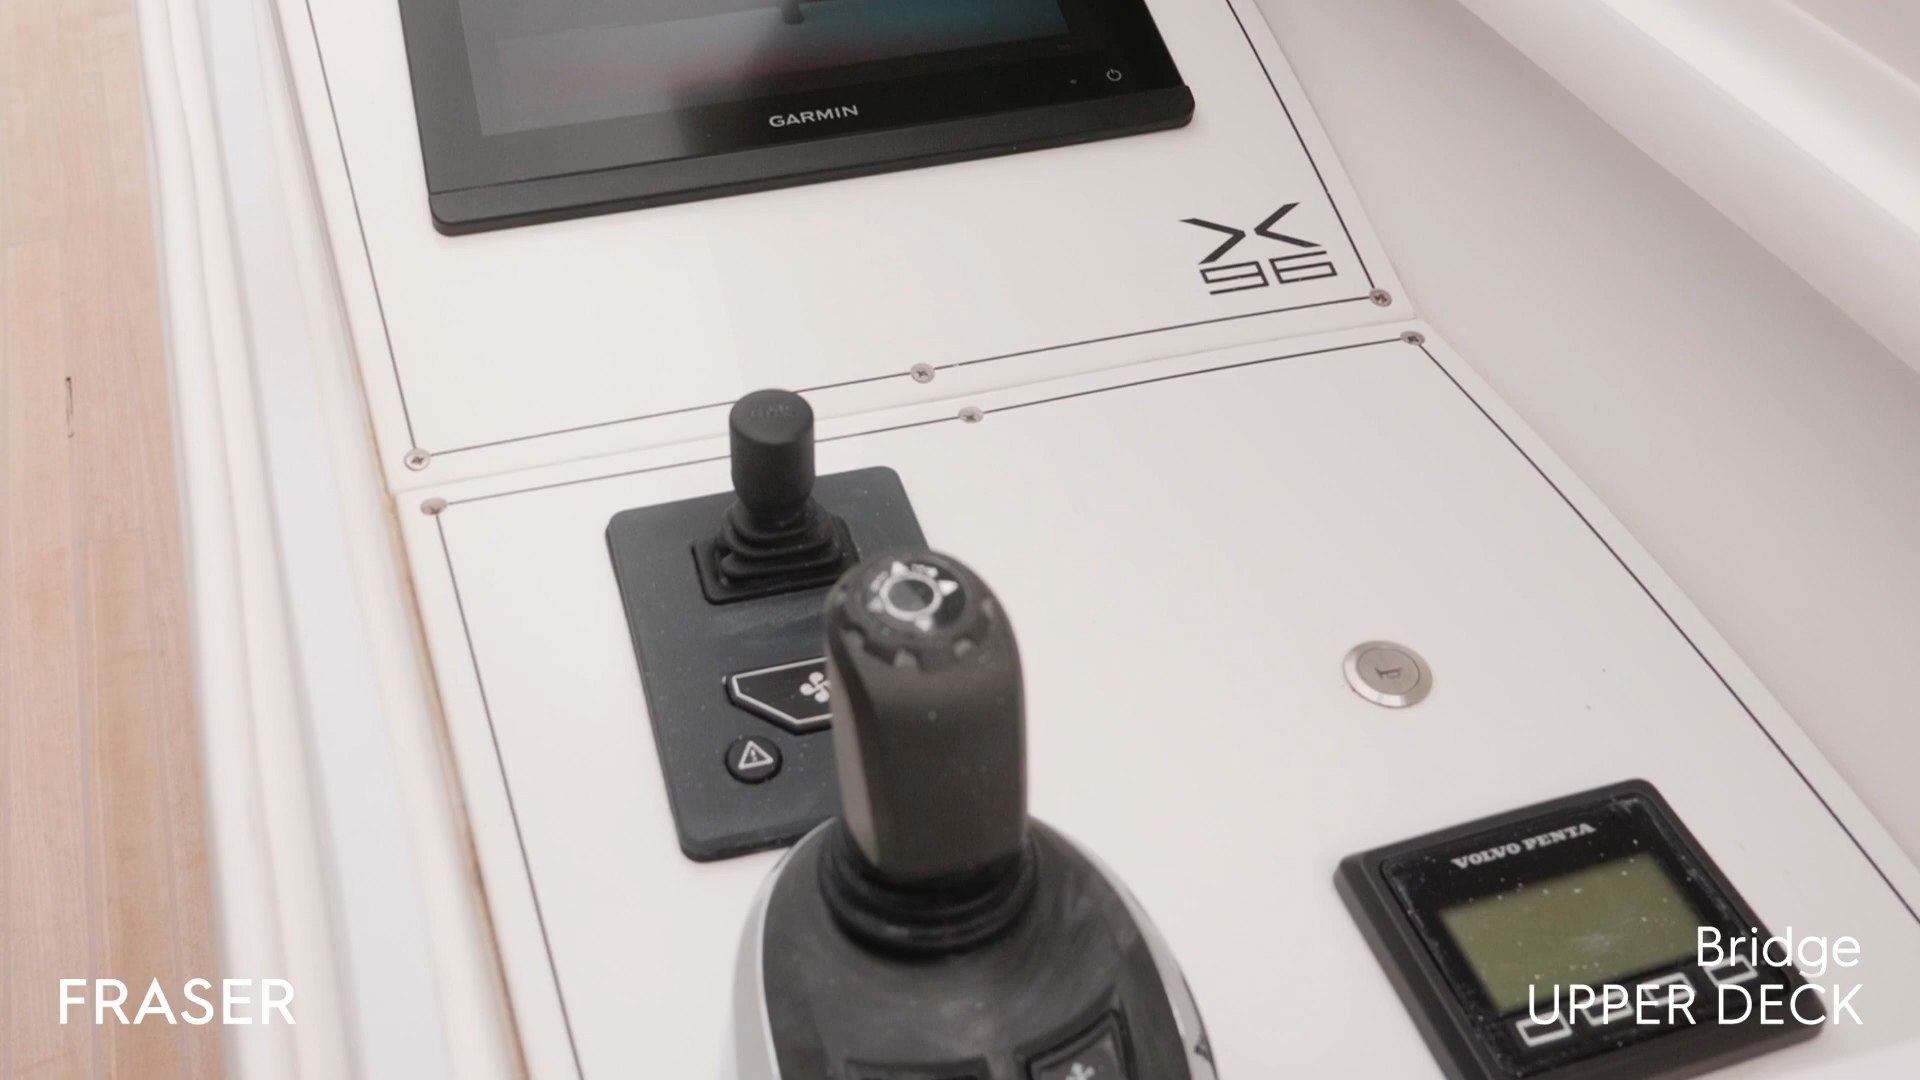 GARMIN
X
96
VOLVO PENTA
FRASER
Bridge
UPPER DECK